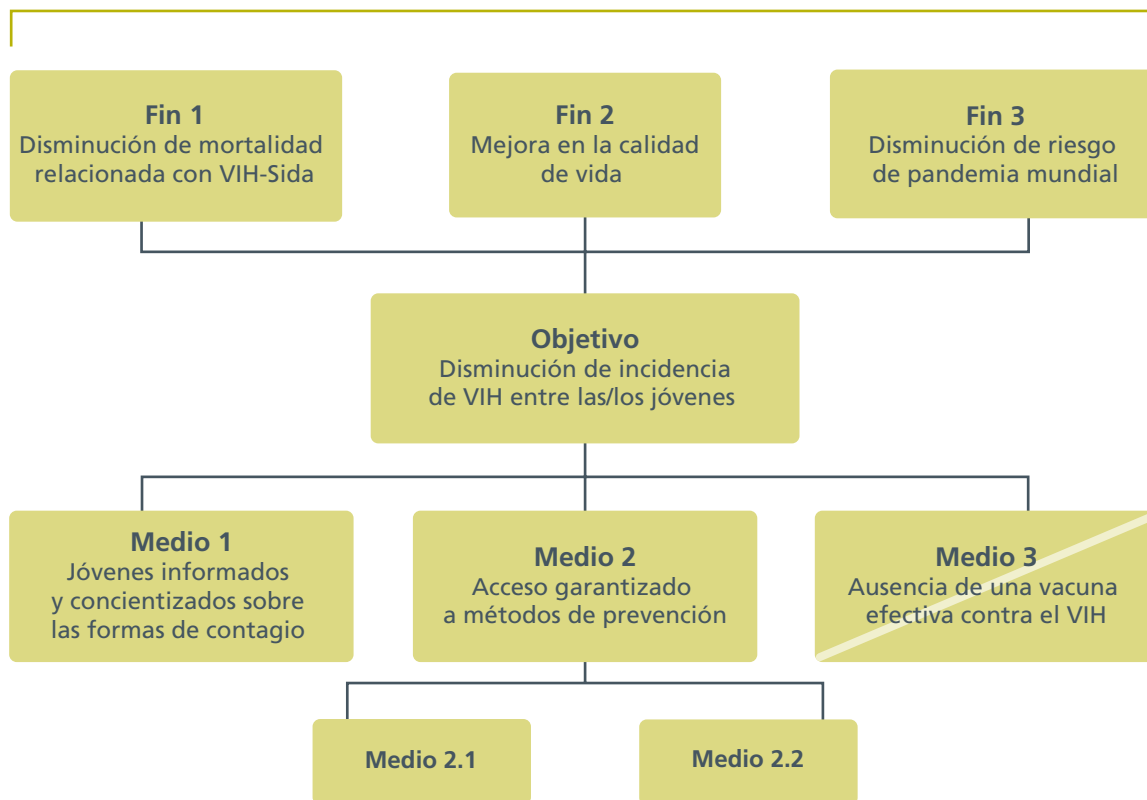 Fin 1
Disminución de mortalidad
relacionada con VIH-Sida
Fin 2
Mejora en la calidad
de vida
Fin 3
Disminución de riesgo
de pandemia mundial
Objetivo
Disminución de incidencia
de VIH entre las/los jóvenes
Medio 1
Jóvenes informados
y concientizados sobre
las formas de contagio
Medio 2
Acceso garantizado
a métodos de prevención
Medio 3
Ausencia de una vacuna
efectiva contra el VIH
Medio 2.1
Medio 2.2